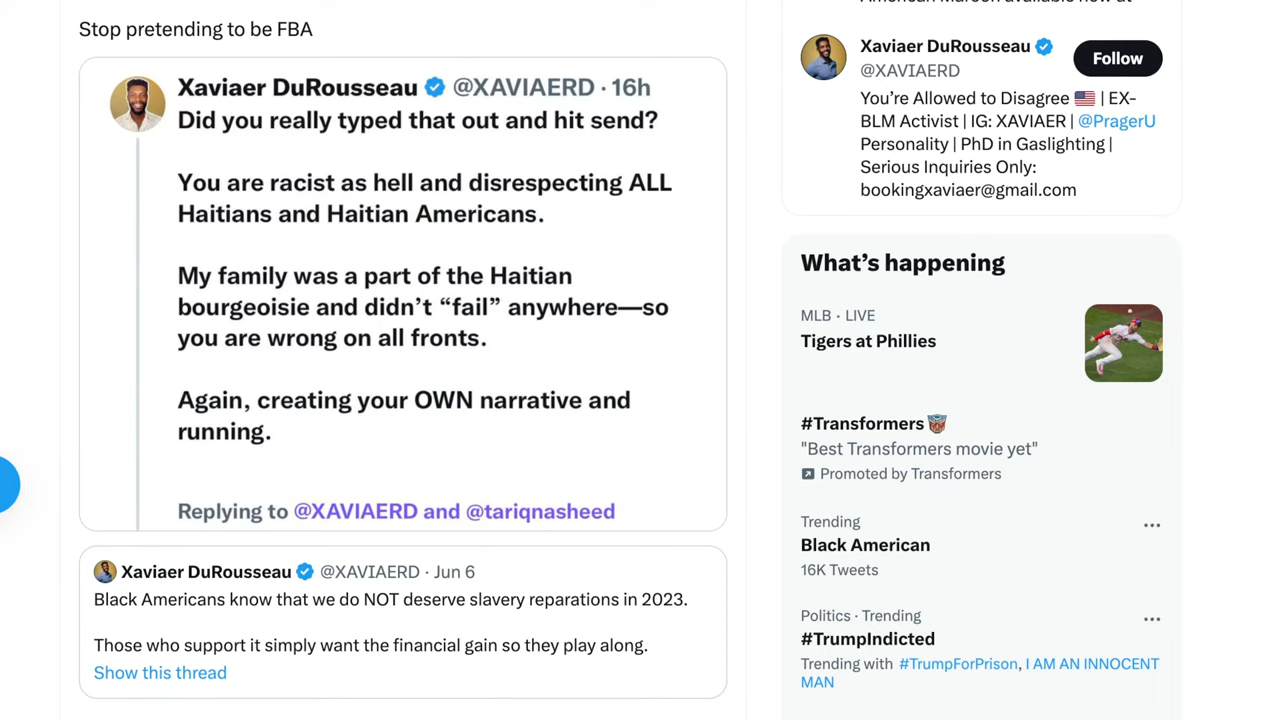 Stop pretending to be FBA
Xaviaer DuRousseau @XAVIAERD · 16h
Did you really typed that out and hit send?
You are racist as hell and disrespecting ALL
Haitians and Haitian Americans.
My family was a part of the Haitian
bourgeoisie and didn't “fail” anywhere—so
you are wrong on all fronts.
Again, creating your OWN narrative and
running.
Replying to @XAVIAERD and @tariqnasheed
Xaviaer DuRousseau @XAVIAERD · Jun 6
Black Americans know that we do NOT deserve slavery reparations in 2023.
Those who support it simply want the financial gain so they play along.
Show this thread
Xaviaer DuRousseau
@XAVIAERD
Follow
You’re Allowed to Disagree 🇺🇸 | EX-
BLM Activist | IG: XAVIAER | @PragerU
Personality | PhD in Gaslighting |
Serious Inquiries Only:
bookingxaviaer@gmail.com
What’s happening
MLB · LIVE
Tigers at Phillies
#Transformers
"Best Transformers movie yet"
Promoted by Transformers
Trending
Black American
16K Tweets
Politics · Trending
#TrumpIndicted
Trending with #TrumpForPrison, I AM AN INNOCENT
MAN